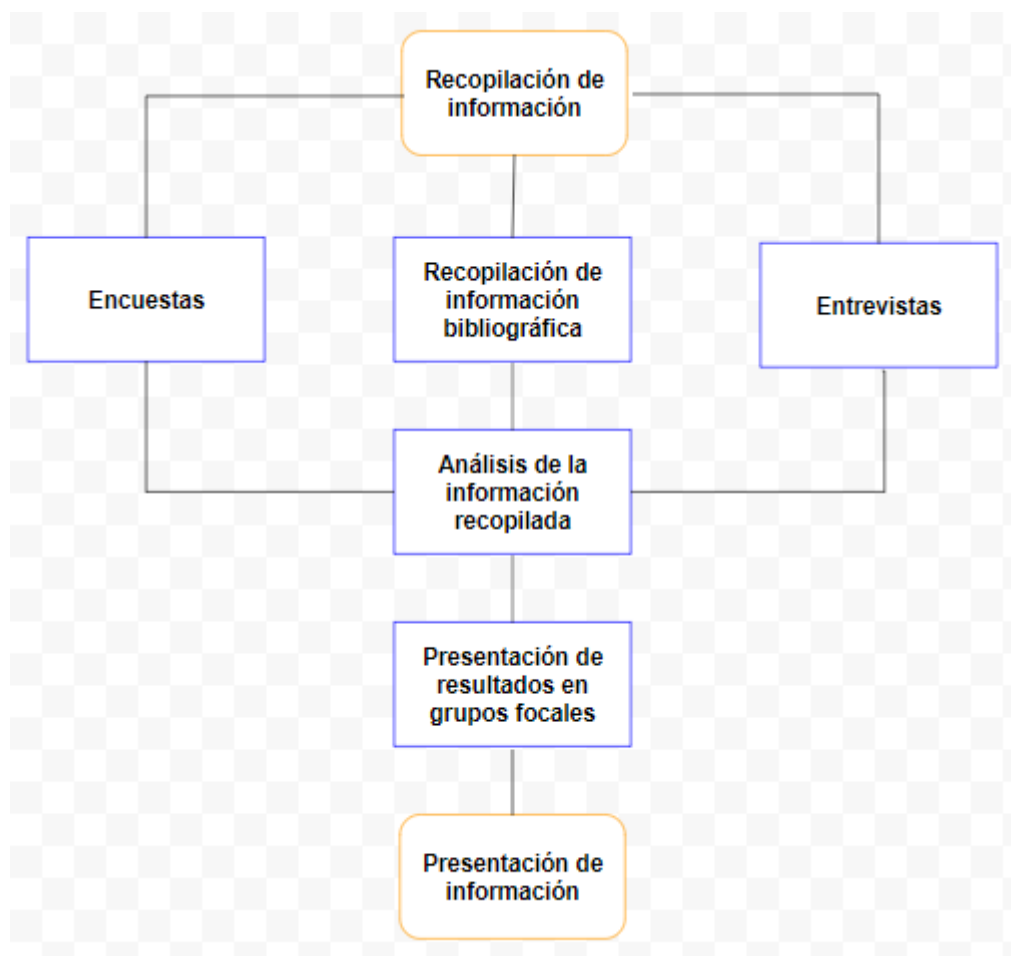 Recopilación de
información
Encuestas
Recopilación de
información
bibliográfica
Entrevistas
Análisis de la
información
recopilada
Presentación de
resultados en
grupos focales
Presentación de
información